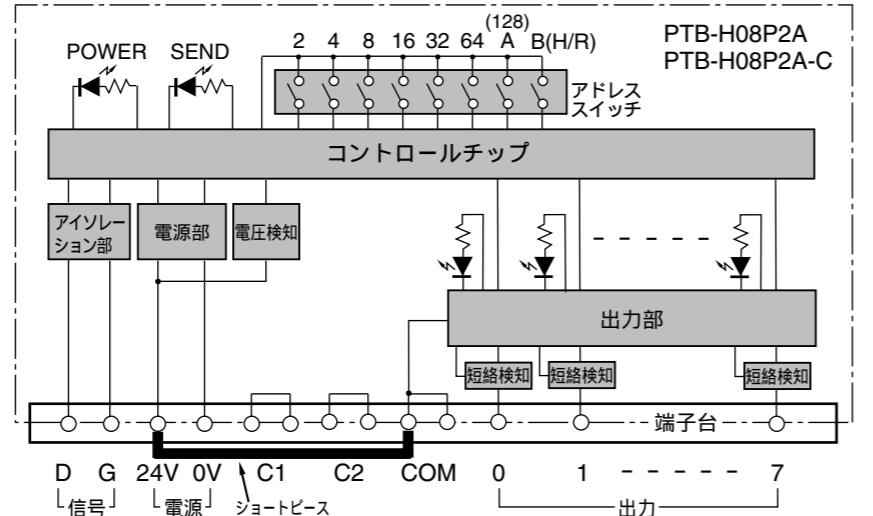 POWER SEND
2 4 8 16 32 64 (128) A B(H/R)
PTB-H08P2A
PTB-H08P2A-C
アドレス
スイッチ
コントロールチップ
アイソレー
ション部
電源部
電圧検知
出力部
短絡検知 短絡検知 短絡検知
端子台
D G 24V 0V C1 C2 COM 0 1 - - - - - 7
信号 電源 ショートピース 出力